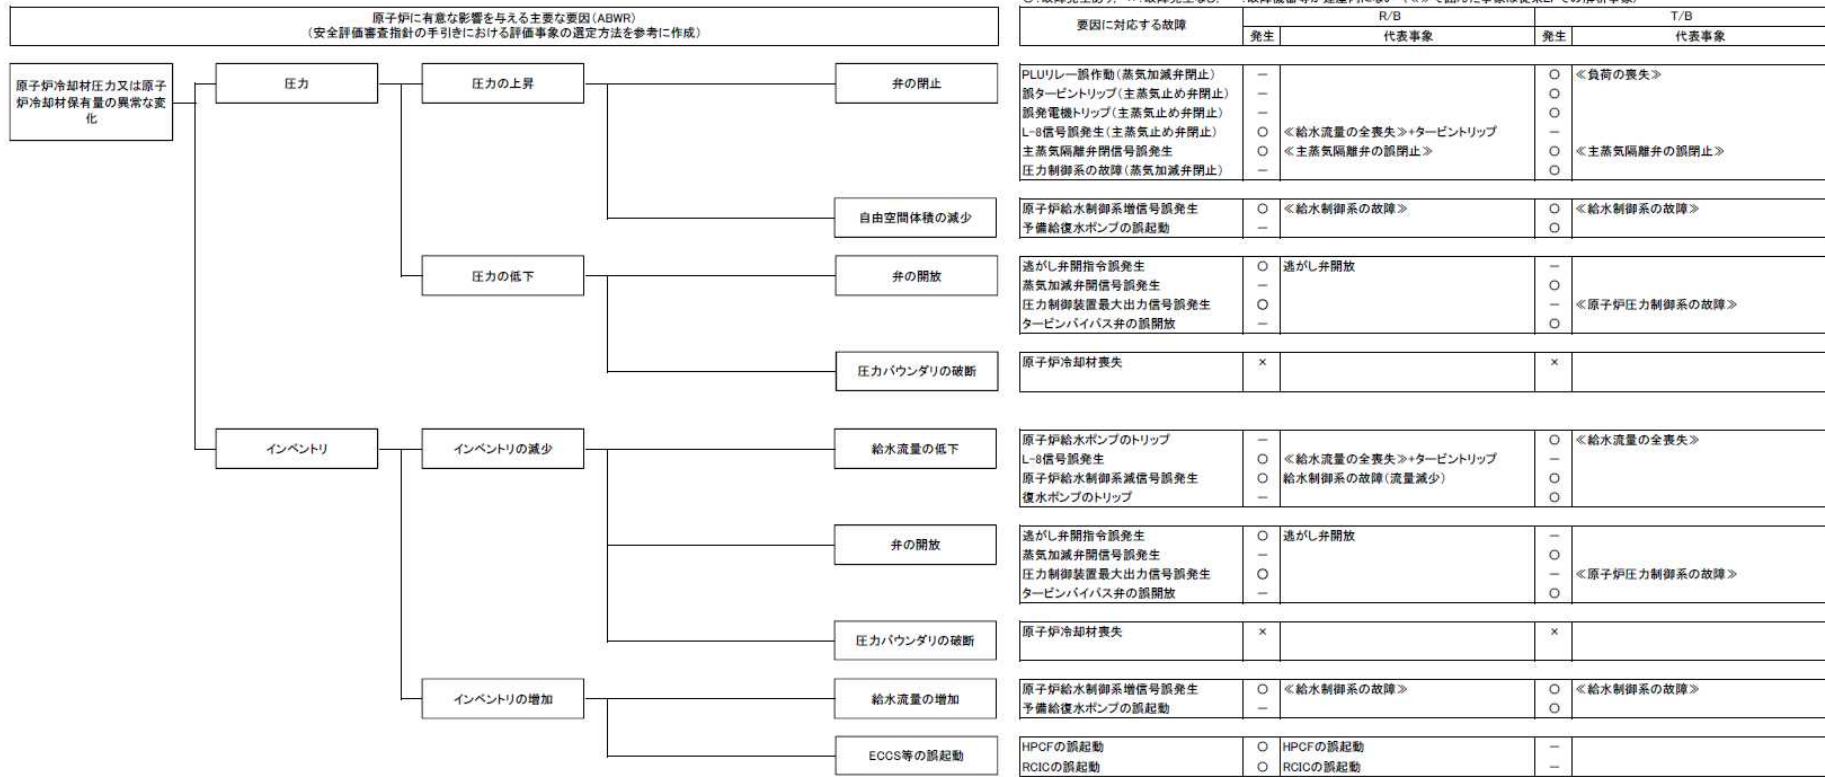 原子炉に有意な影響を与える主要な要因(ABWR)
(安全評価審査指針の手引きにおける評価事象の選定方法を参考に作成)
要因に対応する故障 R/B T/B
発生 代表事象 発生 代表事象
原子炉冷却材圧力又は原子
炉冷却材保有量の異常な変
化
圧力
圧力の上昇
弁の閉止
PLUリレー誤作動(蒸気加減弁閉止) － ○ ≪負荷の喪失≫
誤タービントリップ(主蒸気止め弁閉止) － ○
誤発電機トリップ(主蒸気止め弁閉止) － ○
L-8信号誤発生(主蒸気止め弁閉止) ○ ≪給水流量の全喪失≫+タービントリップ －
主蒸気隔離弁閉信号誤発生 ○ ≪主蒸気隔離弁の誤閉止≫ ○ ≪主蒸気隔離弁の誤閉止≫
圧力制御系の故障(蒸気加減弁閉止) － ○
自由空間体積の減少
原子炉給水制御系増信号誤発生 ○ ≪給水制御系の故障≫ ○ ≪給水制御系の故障≫
予備給復水ポンプの誤起動 － ○
圧力の低下
弁の開放
逃がし弁開指令誤発生 ○ 逃がし弁開放 －
蒸気加減弁開信号誤発生 － ○
圧力制御装置最大出力信号誤発生 ○ － ≪原子炉圧力制御系の故障≫
タービンバイパス弁の誤開放 － ○
圧力バウンダリの破断
原子炉冷却材喪失 × ×
インベントリ
インベントリの減少
給水流量の低下
原子炉給水ポンプのトリップ － ○ ≪給水流量の全喪失≫
L-8信号誤発生 ○ ≪給水流量の全喪失≫+タービントリップ －
原子炉給水制御系減信号誤発生 ○ 給水制御系の故障(流量減少) ○
復水ポンプのトリップ － ○
弁の開放
逃がし弁開指令誤発生 ○ 逃がし弁開放 －
蒸気加減弁開信号誤発生 － ○
圧力制御装置最大出力信号誤発生 ○ － ≪原子炉圧力制御系の故障≫
タービンバイパス弁の誤開放 － ○
圧力バウンダリの破断
原子炉冷却材喪失 × ×
インベントリの増加
給水流量の増加
原子炉給水制御系増信号誤発生 ○ ≪給水制御系の故障≫ ○ ≪給水制御系の故障≫
予備給復水ポンプの誤起動 － ○
ECCS等の誤起動
HPCFの誤起動 ○ HPCFの誤起動 －
RCICの誤起動 ○ RCICの誤起動 －